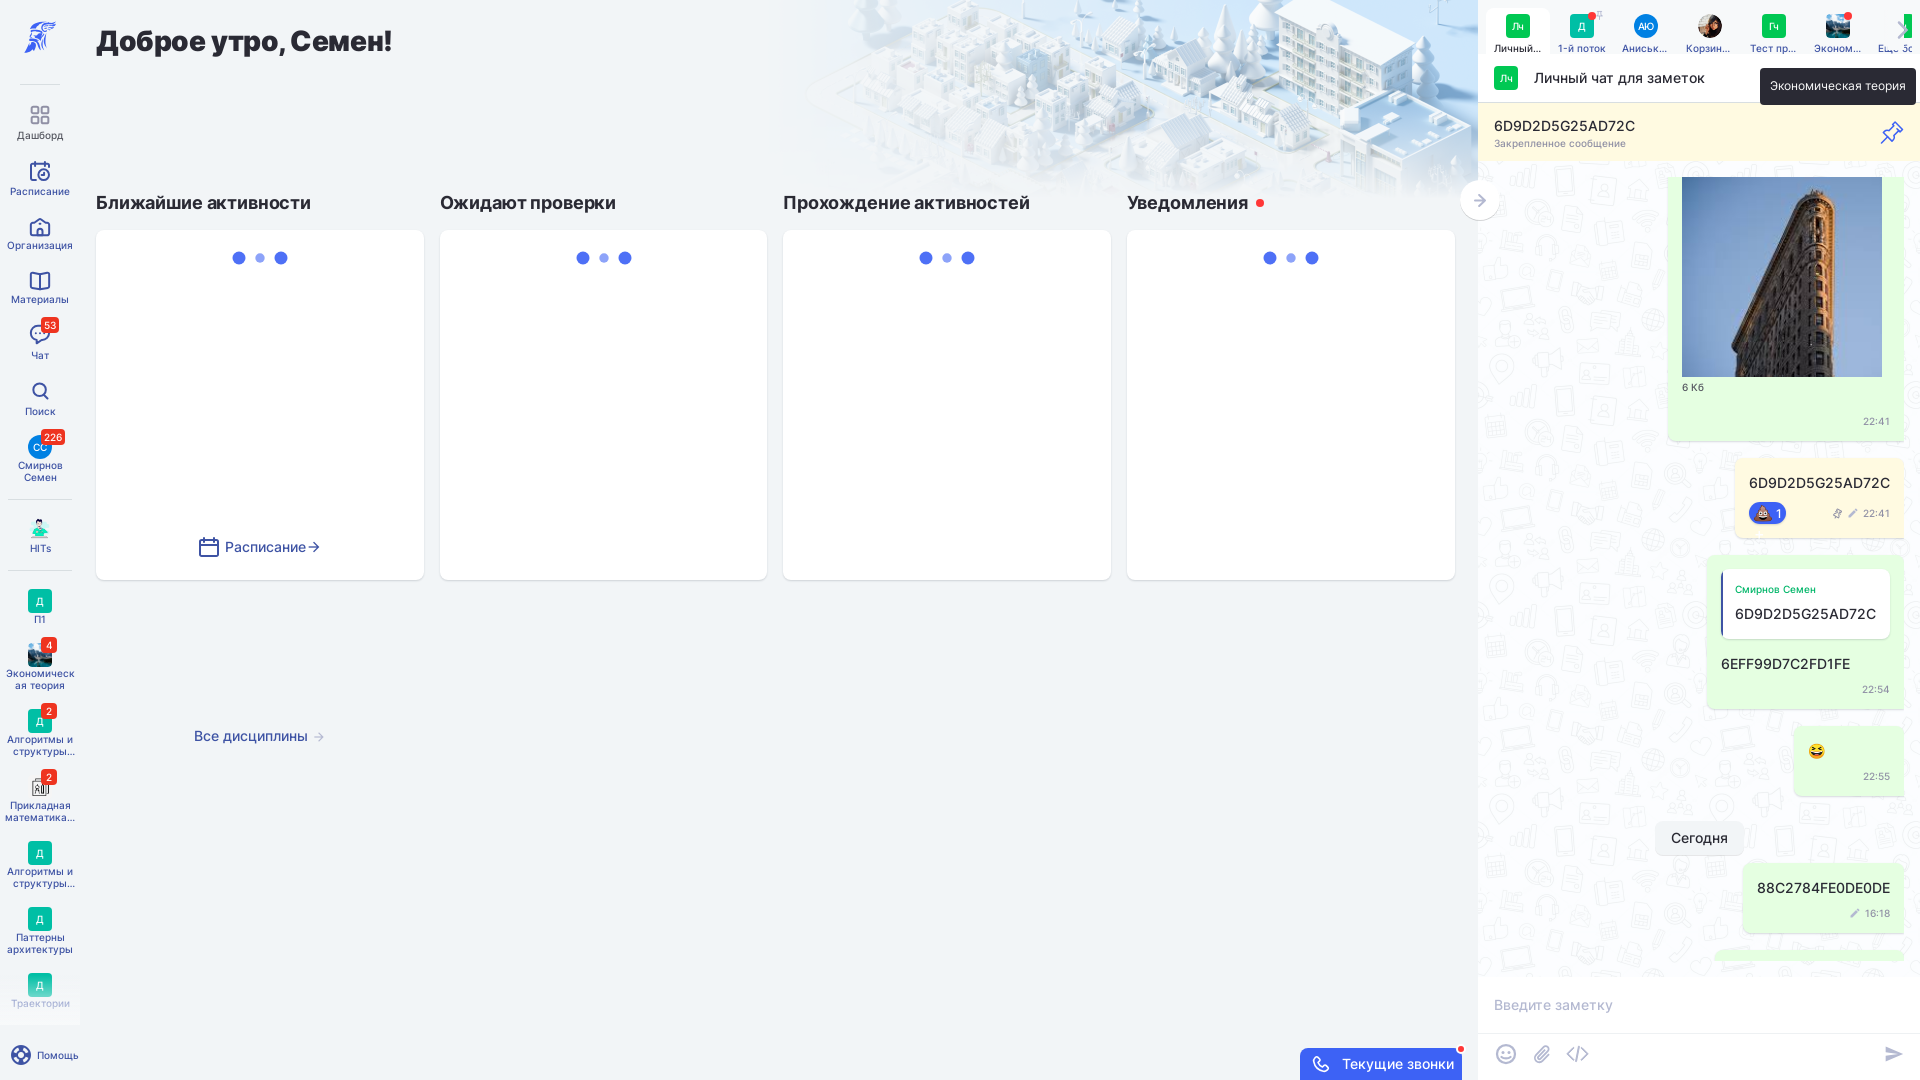 Доброе утро, Семен!
Дашборд
Расписание
Организация
Материалы
53
Чат
Поиск
СС
226
Смирнов
Семен
HITs
Д
П1
4
Экономическ
ая теория
Д
2
Алгоритмы и
структуры...
2
Прикладная
математика...
Д
Алгоритмы и
структуры...
Д
Паттерны
архитектуры
Д
Траектории
Помощь
Ближайшие активности
Ожидают проверки
Прохождение активностей
Уведомления
Расписание
Все дисциплины
Текущие звонки
Лч
Личный...
Д
1-й поток
АЮ
Аниськ...
Корзин...
Гч
Тест пр...
Эконом...
Лч
Личный чат для заметок
Экономическая теория
6D9D2D5G25AD72C
Закрепленное сообщение
6 Кб
22:41
6D9D2D5G25AD72C
1
22:41
Смирнов Семен
6D9D2D5G25AD72C
6EFF99D7C2FD1FE
22:54
22:55
Сегодня
88C2784FE0DE0DE
16:18
Введите заметку